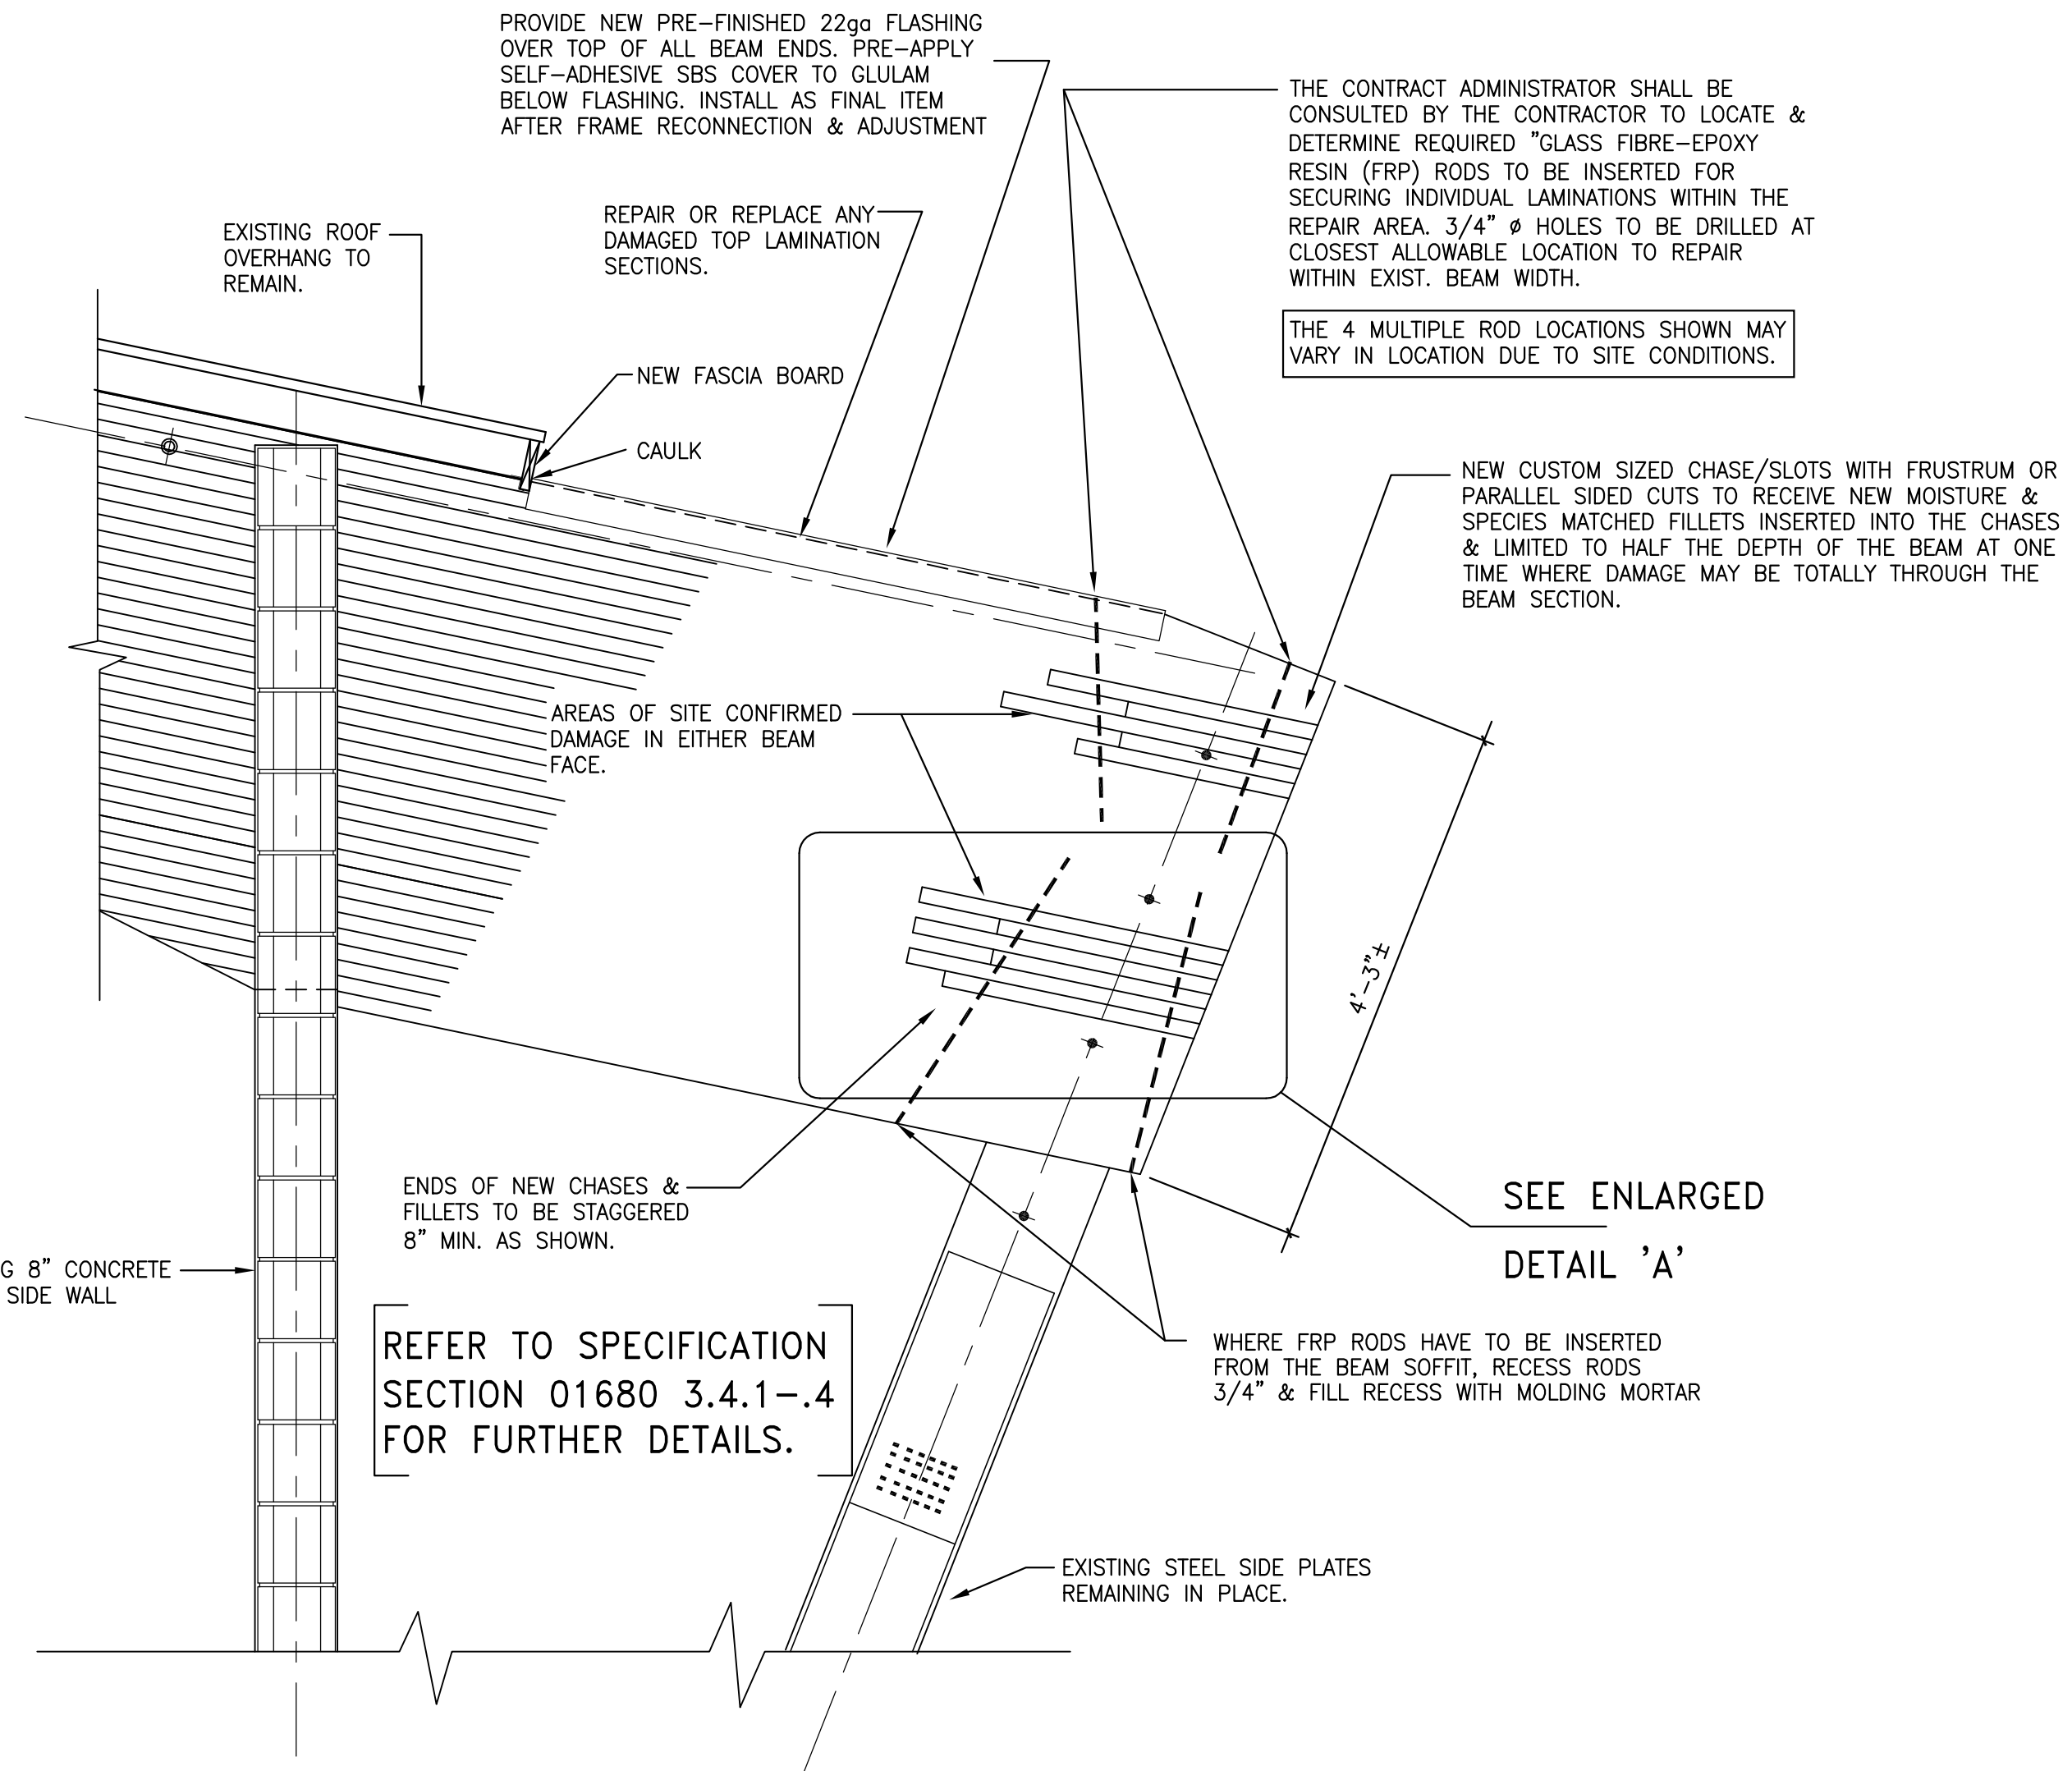 PROVIDE NEW PRE-FINISHED 22ga FLASHING
OVER TOP OF ALL BEAM ENDS. PRE-APPLY
SELF-ADHESIVE SBS COVER TO GLULAM
BELOW FLASHING. INSTALL AS FINAL ITEM
AFTER FRAME RECONNECTION & ADJUSTMENT
THE CONTRACT ADMINISTRATOR SHALL BE
CONSULTED BY THE CONTRACTOR TO LOCATE &
DETERMINE REQUIRED "GLASS FIBRE-EPOXY
RESIN (FRP) RODS TO BE INSERTED FOR
SECURING INDIVIDUAL LAMINATIONS WITHIN THE
REPAIR AREA. 3/4" ø HOLES TO BE DRILLED AT
CLOSEST ALLOWABLE LOCATION TO REPAIR
WITHIN EXIST. BEAM WIDTH.
THE 4 MULTIPLE ROD LOCATIONS SHOWN MAY
VARY IN LOCATION DUE TO SITE CONDITIONS.
REPAIR OR REPLACE ANY
DAMAGED TOP LAMINATION
SECTIONS.
EXISTING ROOF
OVERHANG TO
REMAIN.
NEW FASCIA BOARD
CAULK
NEW CUSTOM SIZED CHASE/SLOTS WITH FRUSTRUM OR
PARALLEL SIDED CUTS TO RECEIVE NEW MOISTURE &
SPECIES MATCHED FILLETS INSERTED INTO THE CHASES
& LIMITED TO HALF THE DEPTH OF THE BEAM AT ONE
TIME WHERE DAMAGE MAY BE TOTALLY THROUGH THE
BEAM SECTION.
AREAS OF SITE CONFIRMED
DAMAGE IN EITHER BEAM
FACE.
4'-3"±
ENDS OF NEW CHASES &
FILLETS TO BE STAGGERED
8" MIN. AS SHOWN.
SEE ENLARGED
DETAIL 'A'
G 8" CONCRETE
SIDE WALL
REFER TO SPECIFICATION
SECTION 01680 3.4.1-.4
FOR FURTHER DETAILS.
WHERE FRP RODS HAVE TO BE INSERTED
FROM THE BEAM SOFFIT, RECESS RODS
3/4" & FILL RECESS WITH MOLDING MORTAR
EXISTING STEEL SIDE PLATES
REMAINING IN PLACE.